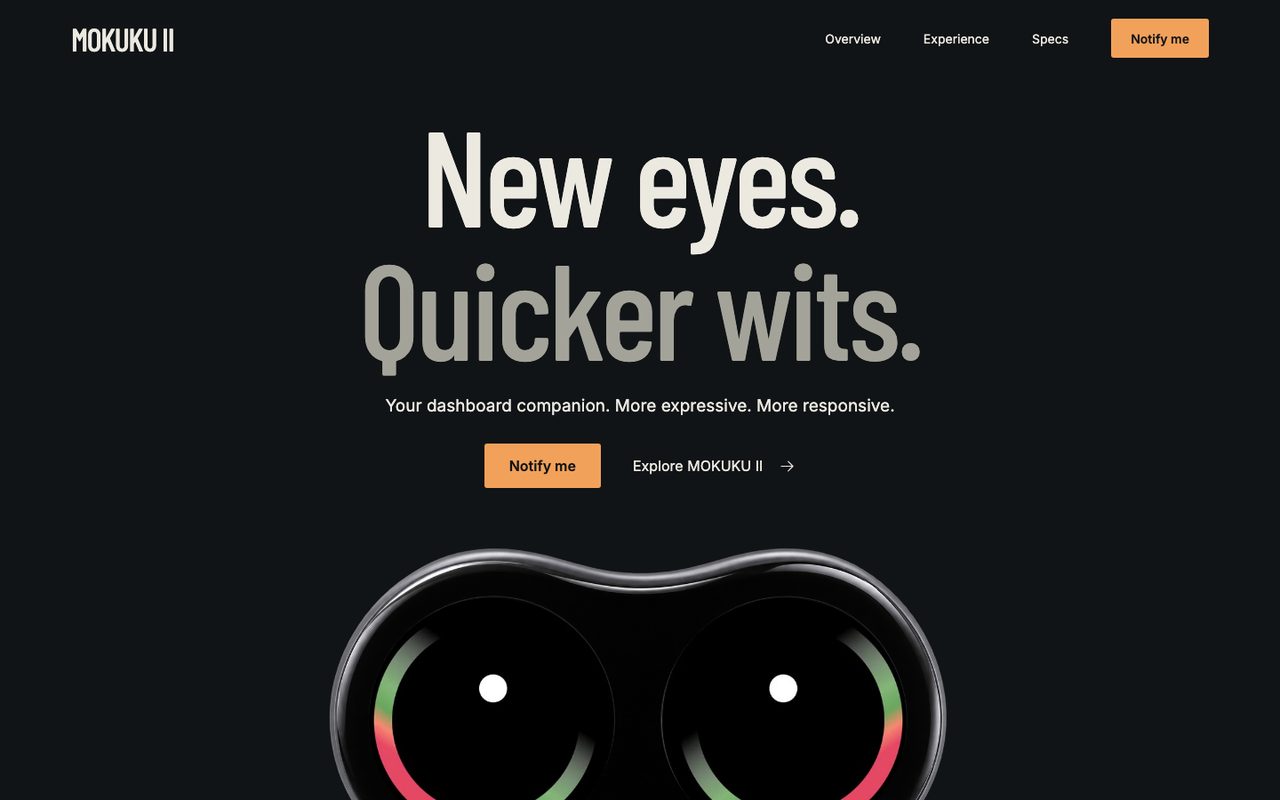 MOKUKU II
Overview
Experience
Specs
Notify me
New eyes.
Quicker wits.
Your dashboard companion. More expressive. More responsive.
Notify me
Explore MOKUKU II →